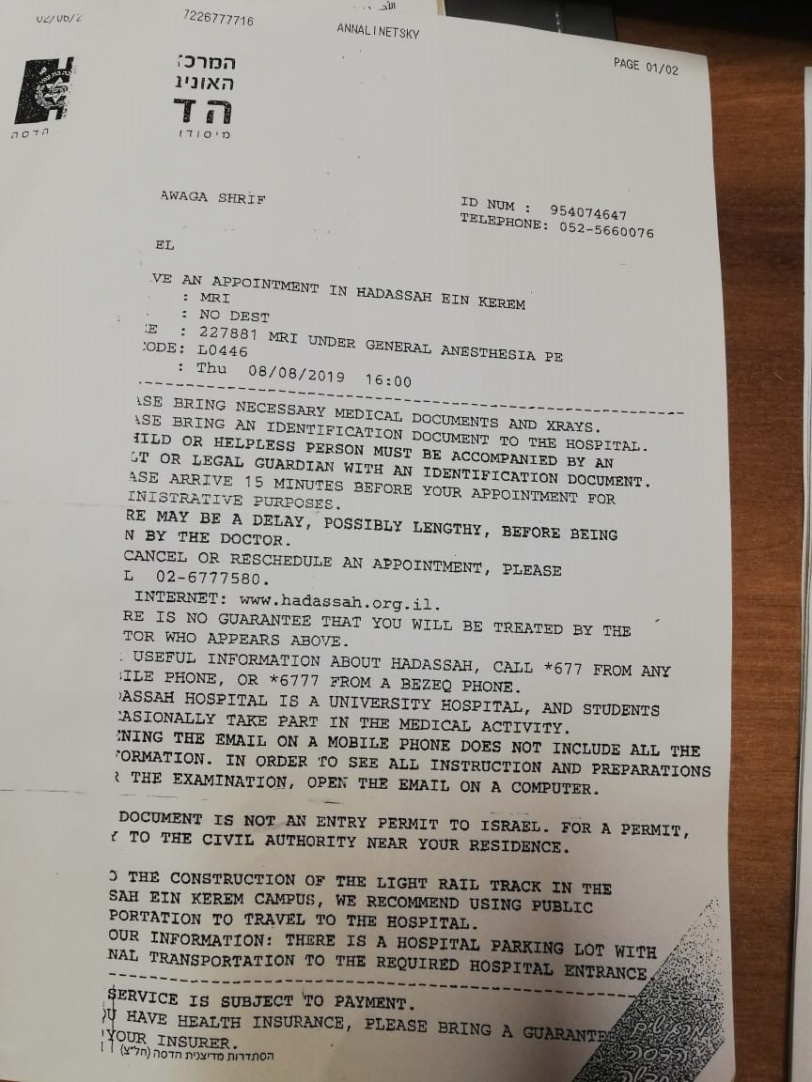 7226777716
ANNALINETSKY
PAGE 01/02
הדסה
AWAGA SHRIF
ID NUM : 954074647
TELEPHONE: 052-5660076
EL
VE AN APPOINTMENT IN HADASSAH EIN KEREM
: MRI
: NO DEST
E : 227881 MRI UNDER GENERAL ANESTHESIA PE
CODE: L0446
: Thu 08/08/2019 16:00
ASE BRING NECESSARY MEDICAL DOCUMENTS AND XRAYS.
ASE BRING AN IDENTIFICATION DOCUMENT TO THE HOSPITAL.
HILD OR HELPLESS PERSON MUST BE ACCOMPANIED BY AN
T OR LEGAL GUARDIAN WITH AN IDENTIFICATION DOCUMENT.
ASE ARRIVE 15 MINUTES BEFORE YOUR APPOINTMENT FOR
INISTRATIVE PURPOSES.
RE MAY BE A DELAY, POSSIBLY LENGTHY, BEFORE BEING
N BY THE DOCTOR.
CANCEL OR RESCHEDULE AN APPOINTMENT, PLEASE
L 02-6777580.
INTERNET: www.hadassah.org.il.
RE IS NO GUARANTEE THAT YOU WILL BE TREATED BY THE
TOR WHO APPEARS ABOVE.
USEFUL INFORMATION ABOUT HADASSAH, CALL *677 FROM ANY
ILE PHONE, OR *6777 FROM A BEZEQ PHONE.
ASSAH HOSPITAL IS A UNIVERSITY HOSPITAL, AND STUDENTS
CASIONALLY TAKE PART IN THE MEDICAL ACTIVITY.
NING THE EMAIL ON A MOBILE PHONE DOES NOT INCLUDE ALL THE
FORMATION. IN ORDER TO SEE ALL INSTRUCTION AND PREPARATIONS
R THE EXAMINATION, OPEN THE EMAIL ON A COMPUTER.
DOCUMENT IS NOT AN ENTRY PERMIT TO ISRAEL. FOR A PERMIT,
Y TO THE CIVIL AUTHORITY NEAR YOUR RESIDENCE.
O THE CONSTRUCTION OF THE LIGHT RAIL TRACK IN THE
SAH EIN KEREM CAMPUS, WE RECOMMEND USING PUBLIC
PORTATION TO TRAVEL TO THE HOSPITAL.
OUR INFORMATION: THERE IS A HOSPITAL PARKING LOT WITH
NAL TRANSPORTATION TO THE REQUIRED HOSPITAL ENTRANCE.
SERVICE IS SUBJECT TO PAYMENT.
U HAVE HEALTH INSURANCE, PLEASE BRING A GUARANTE
YOUR INSURER.
הסתדרות מדיצנית הדסה (חל"צ)